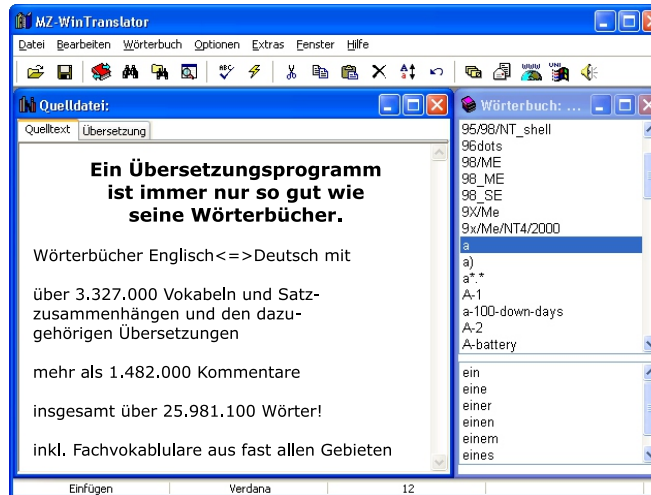 MZ-WinTranslator
Datei Bearbeiten Wörterbuch Optionen Extras Fenster Hilfe
ABC WWW UNI
Quelldatei:
Quelltext Übersetzung
Ein Übersetzungsprogramm
ist immer nur so gut wie
seine Wörterbücher.
Wörterbücher Englisch<=>Deutsch mit
über 3.327.000 Vokabeln und Satz-
zusammenhängen und den dazu-
gehörigen Übersetzungen
mehr als 1.482.000 Kommentare
insgesamt über 25.981.100 Wörter!
inkl. Fachvokablulare aus fast allen Gebieten
Wörterbuch: ...
95/98/NT_shell
96dots
98/ME
98_ME
98_SE
9X/Me
9x/Me/NT4/2000
a
a)
a*.*
A-1
a-100-down-days
A-2
A-battery
ein
eine
einer
einen
einem
eines
Einfügen Verdana 12